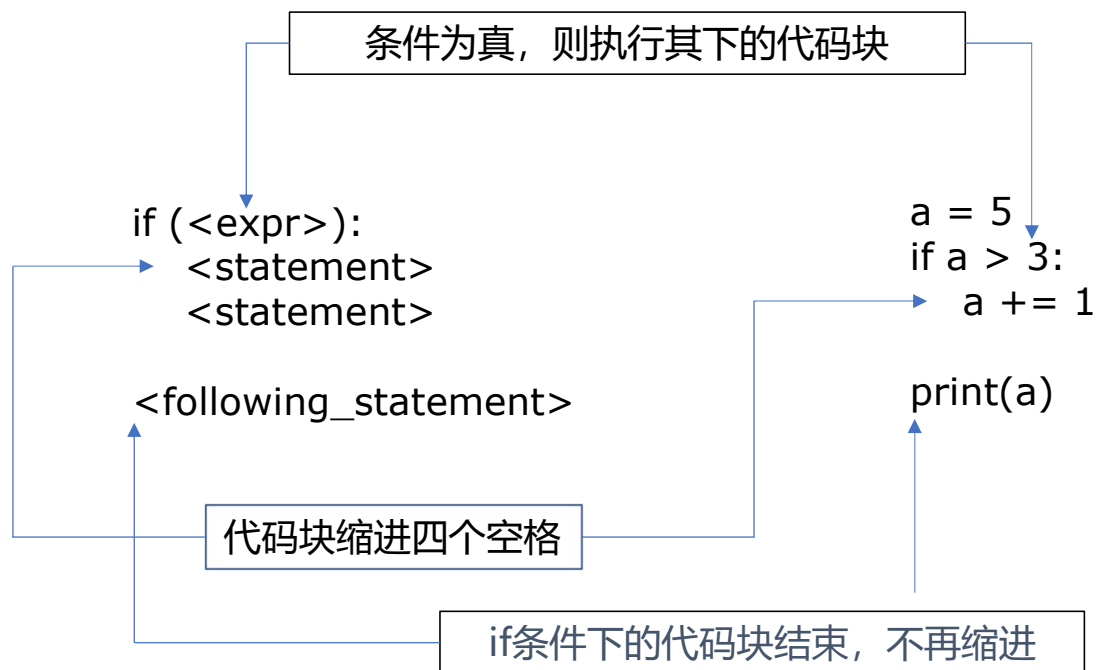 条件为真，则执行其下的代码块
if (<expr>):
<statement>
<statement>
<following_statement>
a = 5
if a > 3:
a += 1
print(a)
代码块缩进四个空格
if条件下的代码块结束，不再缩进